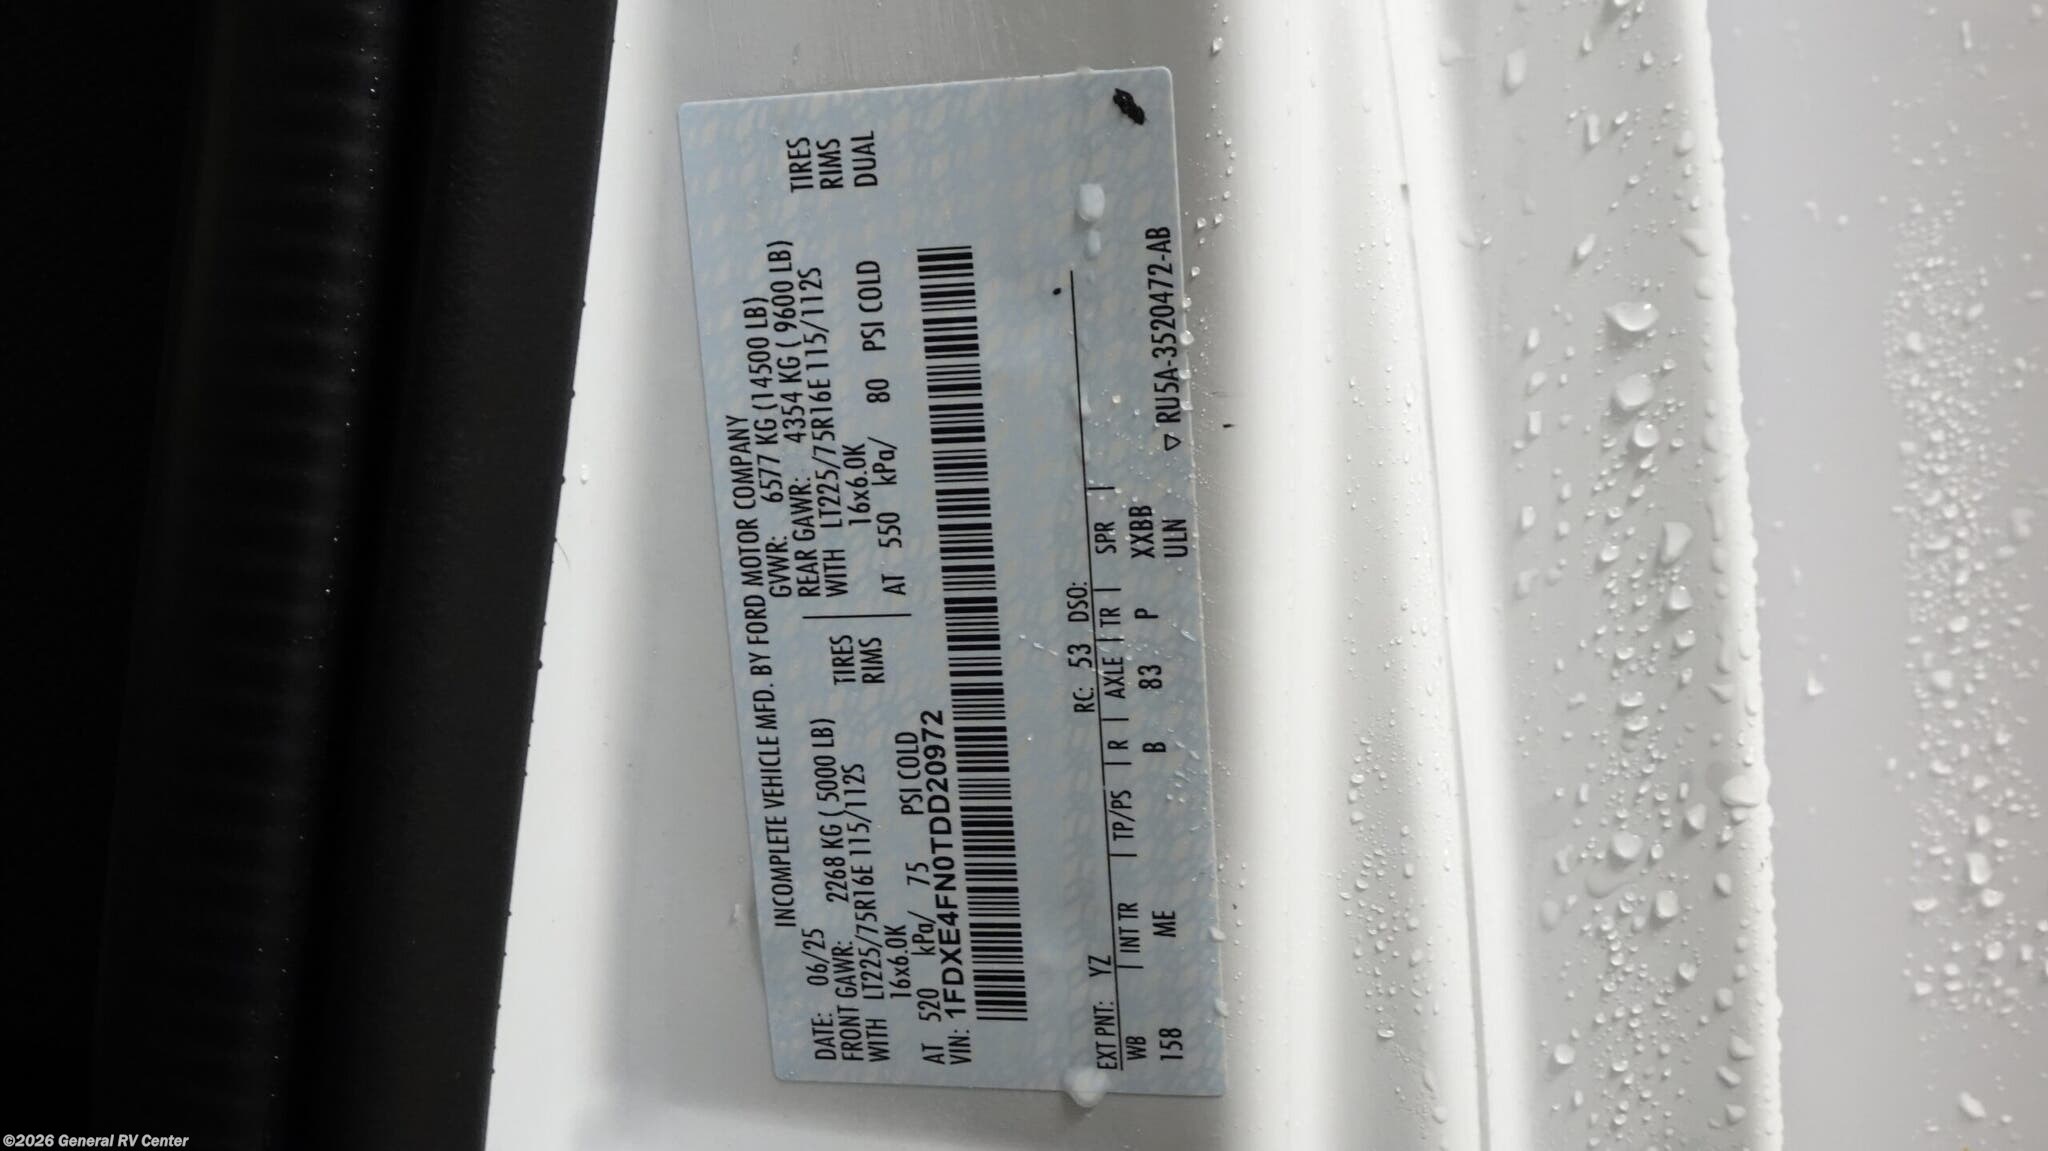 INCOMPLETE VEHICLE MFD. BY FORD MOTOR COMPANY
DATE: 06/25 GVWR: 6577 KG (14500 LB)
FRONT GAWR: 2268 KG ( 5000 LB) REAR GAWR: 4354 KG ( 9600 LB)
WITH LT225/75R16E 115/112S TIRES WITH LT225/75R16E 115/112S TIRES
16x6.0K RIMS 16x6.0K RIMS
AT 520 kPa/ 75 PSI COLD AT 550 kPa/ 80 PSI COLD DUAL
VIN: 1FDXE4FN0TDD20972
EXT PNT: YZ RC: 53 DSO:
WB | INT TR | TP/PS | R | AXLE | TR | SPR |
158 ME B 83 P XXBB
ULN
▽ RU5A-3520472-AB
©2026 General RV Center